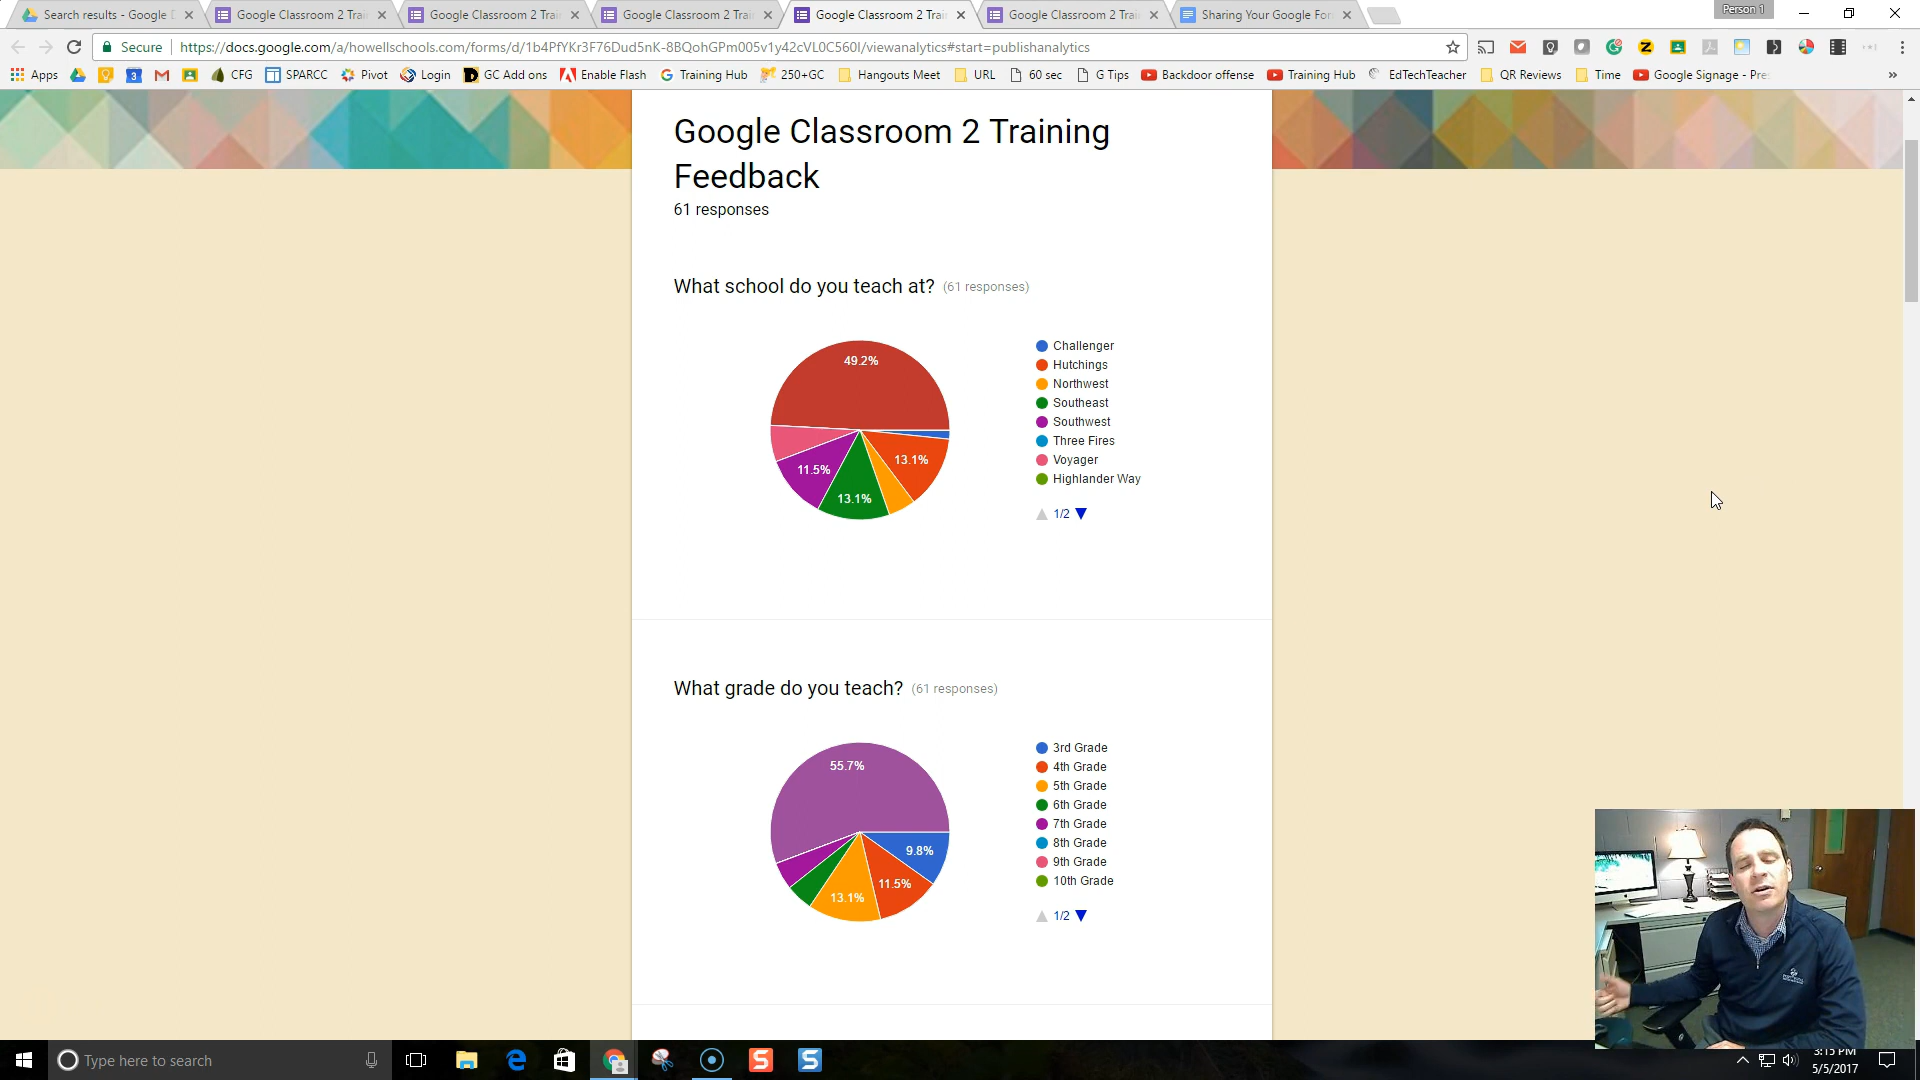 Search results - Google D
Google Classroom 2 Trai
Google Classroom 2 Trai
Google Classroom 2 Trai
Google Classroom 2 Trai
Google Classroom 2 Trai
Sharing Your Google For
Person 1
Secure
https://docs.google.com/a/howellschools.com/forms/d/1b4PfYKr3F76Dud5nK-8BQohGPm005v1y42cVL0C560I/viewanalytics#start=publishanalytics
Apps
CFG
SPARCC
Pivot
Login
GC Add ons
Enable Flash
Training Hub
250+GC
Hangouts Meet
URL
60 sec
G Tips
Backdoor offense
Training Hub
EdTechTeacher
QR Reviews
Time
Google Signage - Pre
Google Classroom 2 Training
Feedback
61 responses
What school do you teach at? (61 responses)
49.2%
13.1%
11.5%
13.1%
Challenger
Hutchings
Northwest
Southeast
Southwest
Three Fires
Voyager
Highlander Way
1/2
What grade do you teach? (61 responses)
55.7%
9.8%
11.5%
13.1%
3rd Grade
4th Grade
5th Grade
6th Grade
7th Grade
8th Grade
9th Grade
10th Grade
1/2
Type here to search
3:15 PM
5/5/2017